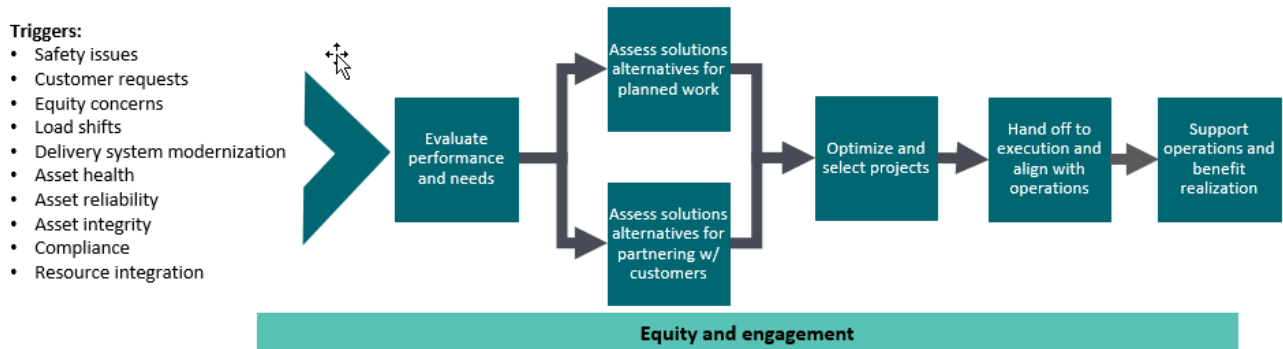 Triggers:
• Safety issues
• Customer requests
• Equity concerns
• Load shifts
• Delivery system modernization
• Asset health
• Asset reliability
• Asset integrity
• Compliance
• Resource integration
Evaluate
performance
and needs
Assess solutions
alternatives for
planned work
Assess solutions
alternatives for
partnering w/
customers
Optimize and
select projects
Hand off to
execution and
align with
operations
Support
operations and
benefit
realization
Equity and engagement